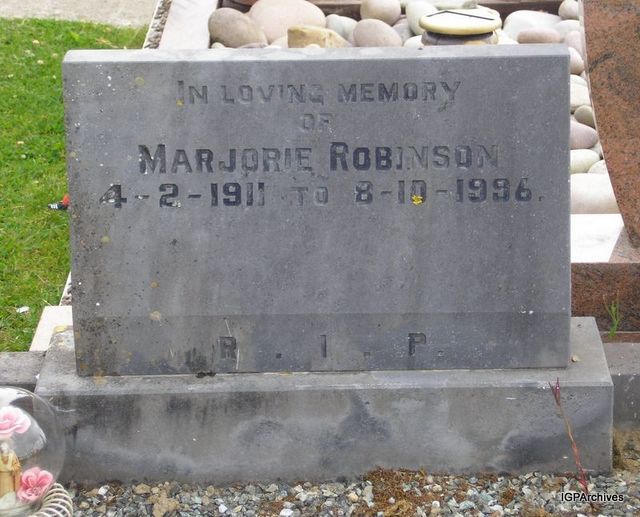 IN LOVING MEMORY
OF
MARJORIE ROBINSON
4-2-1911 TO 8-10-1996.
R . I . P.
IGPArchives